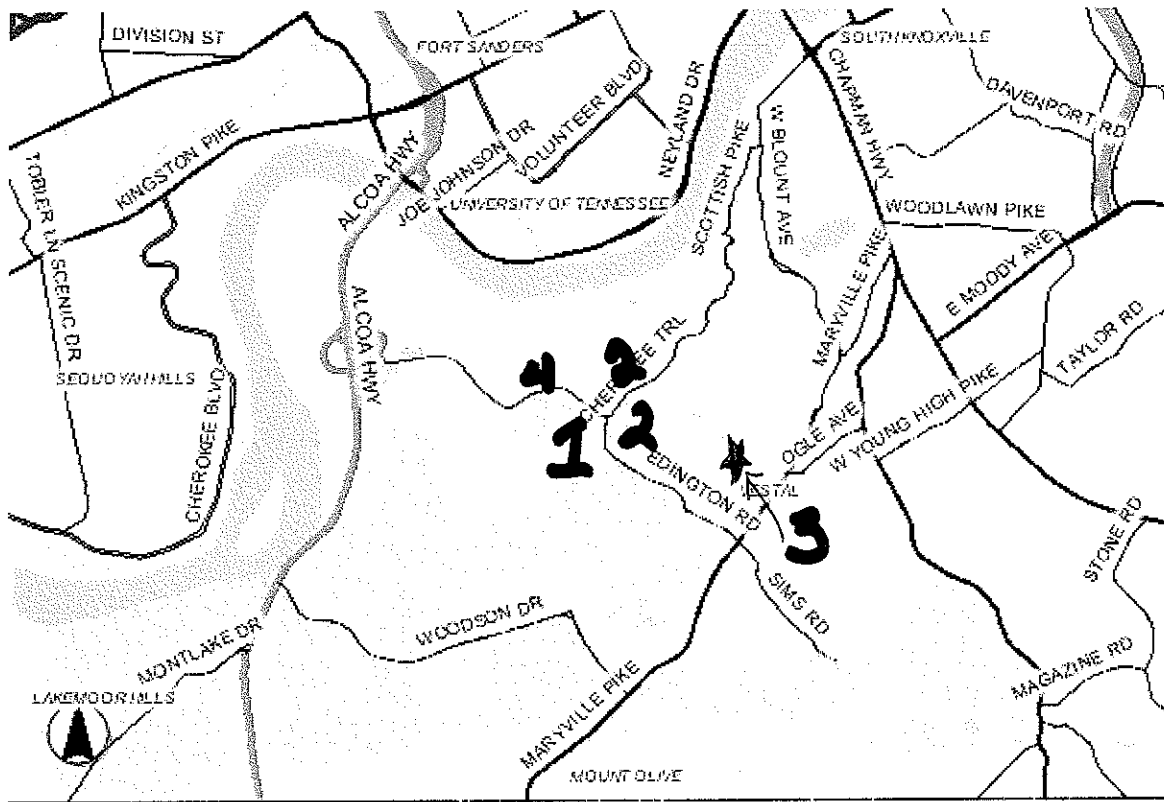 DIVISION ST
FORT SANDERS
SOUTH KNOXVILLE
CHAPMAN HWY
DAVENPORT RD
TOBLER LN
KINGSTON PIKE
ALCOA HWY
JOE JOHNSON DR
VOLUNTEER BLVD
NEYLAND DR
UNIVERSITY OF TENNESSEE
SCOTTISH PIKE
W BLOUNT AVE
WOODLAWN PIKE
SCENIC DR
ALCOA HWY
MARYVILLE PIKE
E MOODY AVE
TAYLOR RD
SEQUOYAH HILLS
CHEROKEE BLVD
4
2
CHEROKEE TRL
1
2
OGLE AVE
W YOUNG HIGH PIKE
EDINGTON RD
VESTAL
3
SIMS RD
STONE RD
WOODSON DR
MONTLAKE DR
MAGAZINE RD
LAKEMOOR HILLS
MARYVILLE PIKE
MOUNT OLIVE